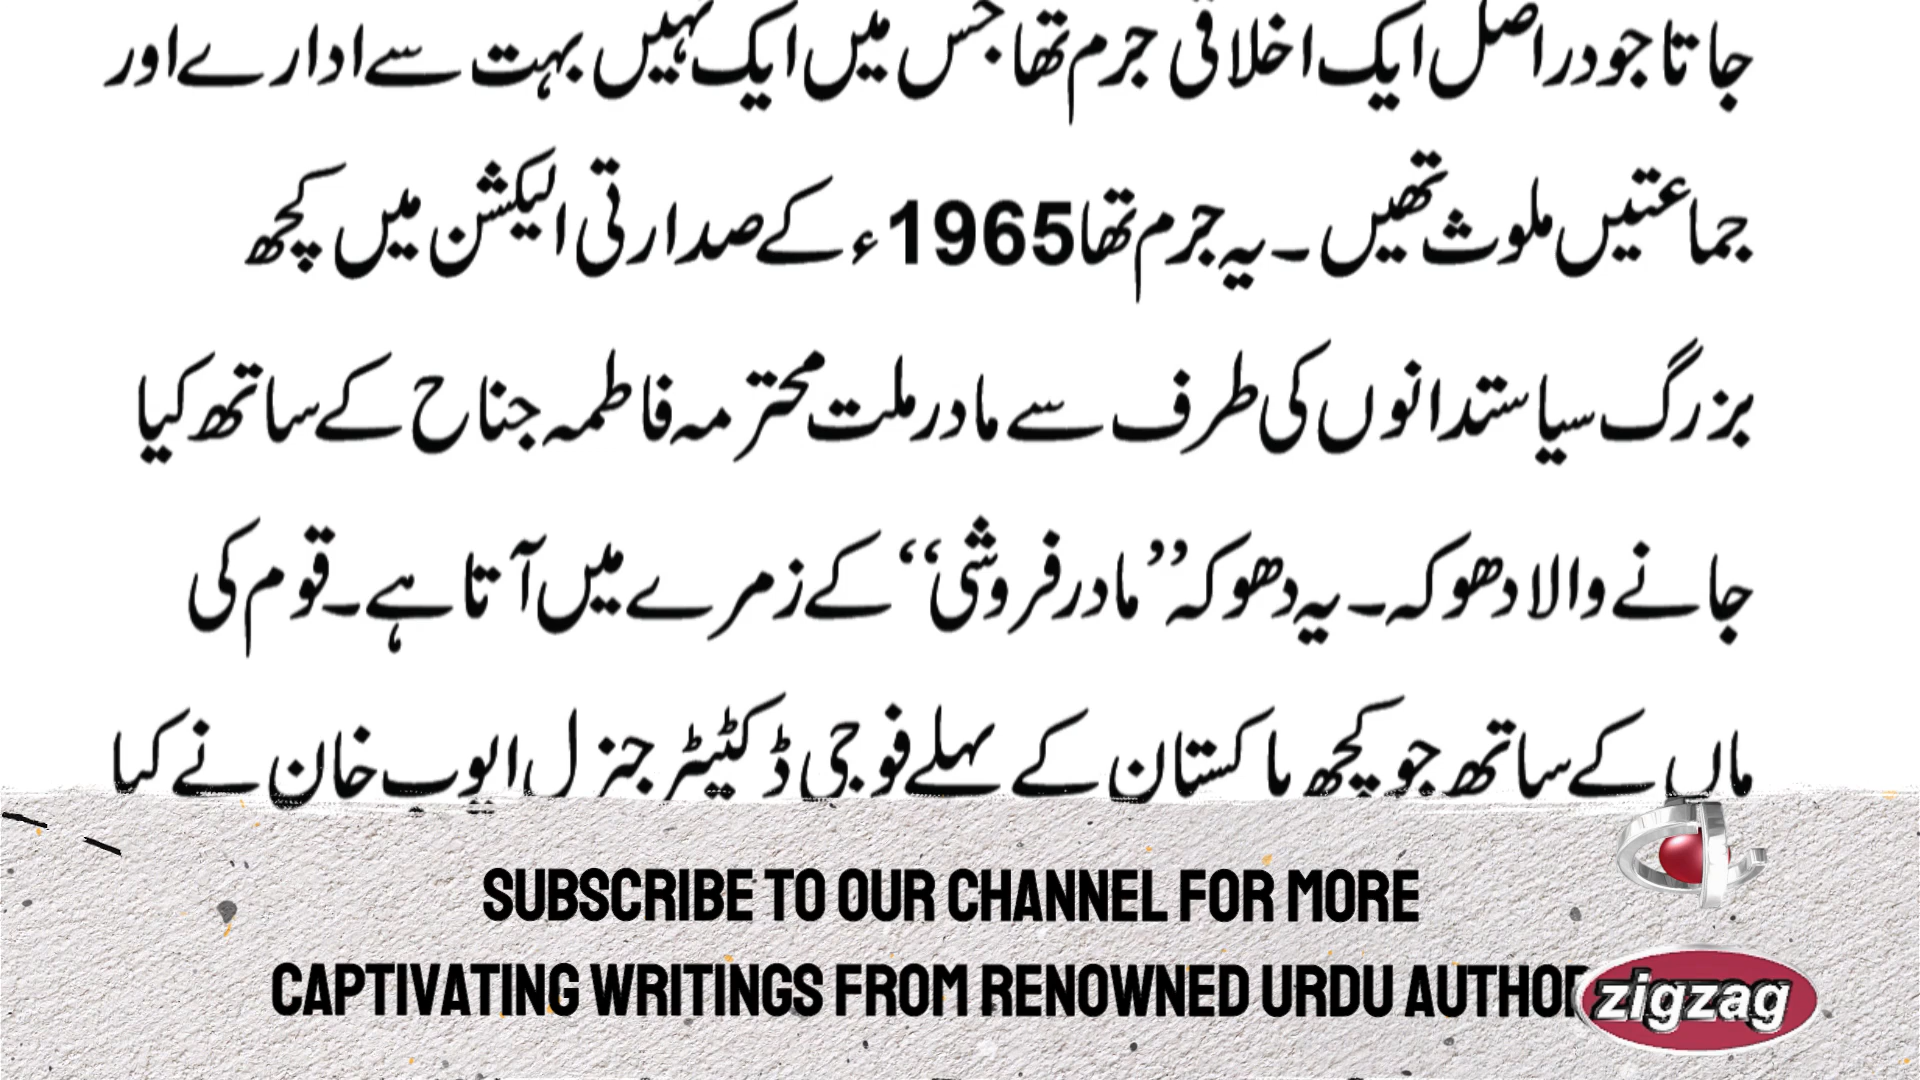 جاتا جو دراصل ایک اخلاقی جرم تھا جس میں ایک نہیں بہت سے ادارے اور
جماعتیں ملوث تھیں ۔ یہ جرم تھا 1965ء کے صدارتی الیکشن میں کچھ
بزرگ سیاستدانوں کی طرف سے مادر ملت محترمہ فاطمہ جناح کے ساتھ کیا
جانے والا دھوکہ ۔ یہ دھوکہ ’’مادر فروشی‘‘ کے زمرے میں آتا ہے ۔ قوم کی
ماں کے ساتھ جو کچھ پاکستان کے پہلے فوجی ڈکٹیٹر جنرل ایوب خان نے کیا
SUBSCRIBE TO OUR CHANNEL FOR MORE
CAPTIVATING WRITINGS FROM RENOWNED URDU AUTHOR
zigzag